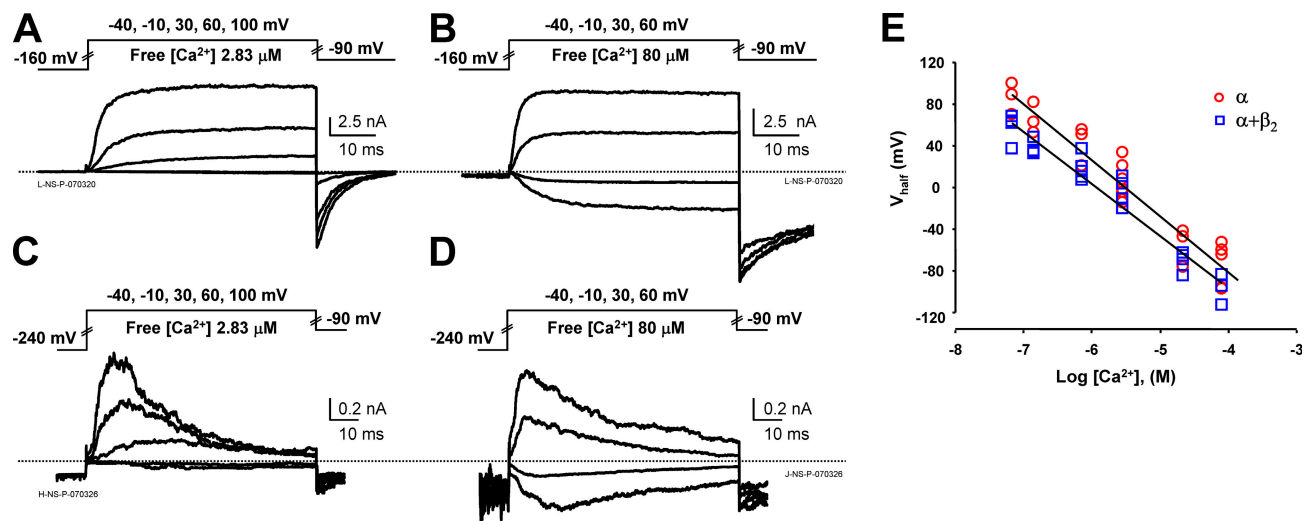 A
-40, -10, 30, 60, 100 mV
-160 mV
Free [Ca²⁺] 2.83 μM
-90 mV
2.5 nA
10 ms
L-NS-P-070320
B
-40, -10, 30, 60 mV
-160 mV
Free [Ca²⁺] 80 μM
-90 mV
2.5 nA
10 ms
L-NS-P-070320
C
-40, -10, 30, 60, 100 mV
-240 mV
Free [Ca²⁺] 2.83 μM
-90 mV
0.2 nA
10 ms
H-NS-P-070326
D
-40, -10, 30, 60 mV
-240 mV
Free [Ca²⁺] 80 μM
-90 mV
0.2 nA
10 ms
J-NS-P-070326
E
α
α+β₂
V_half (mV)
120
80
40
0
-40
-80
-120
-8 -7 -6 -5 -4 -3
Log [Ca²⁺], (M)